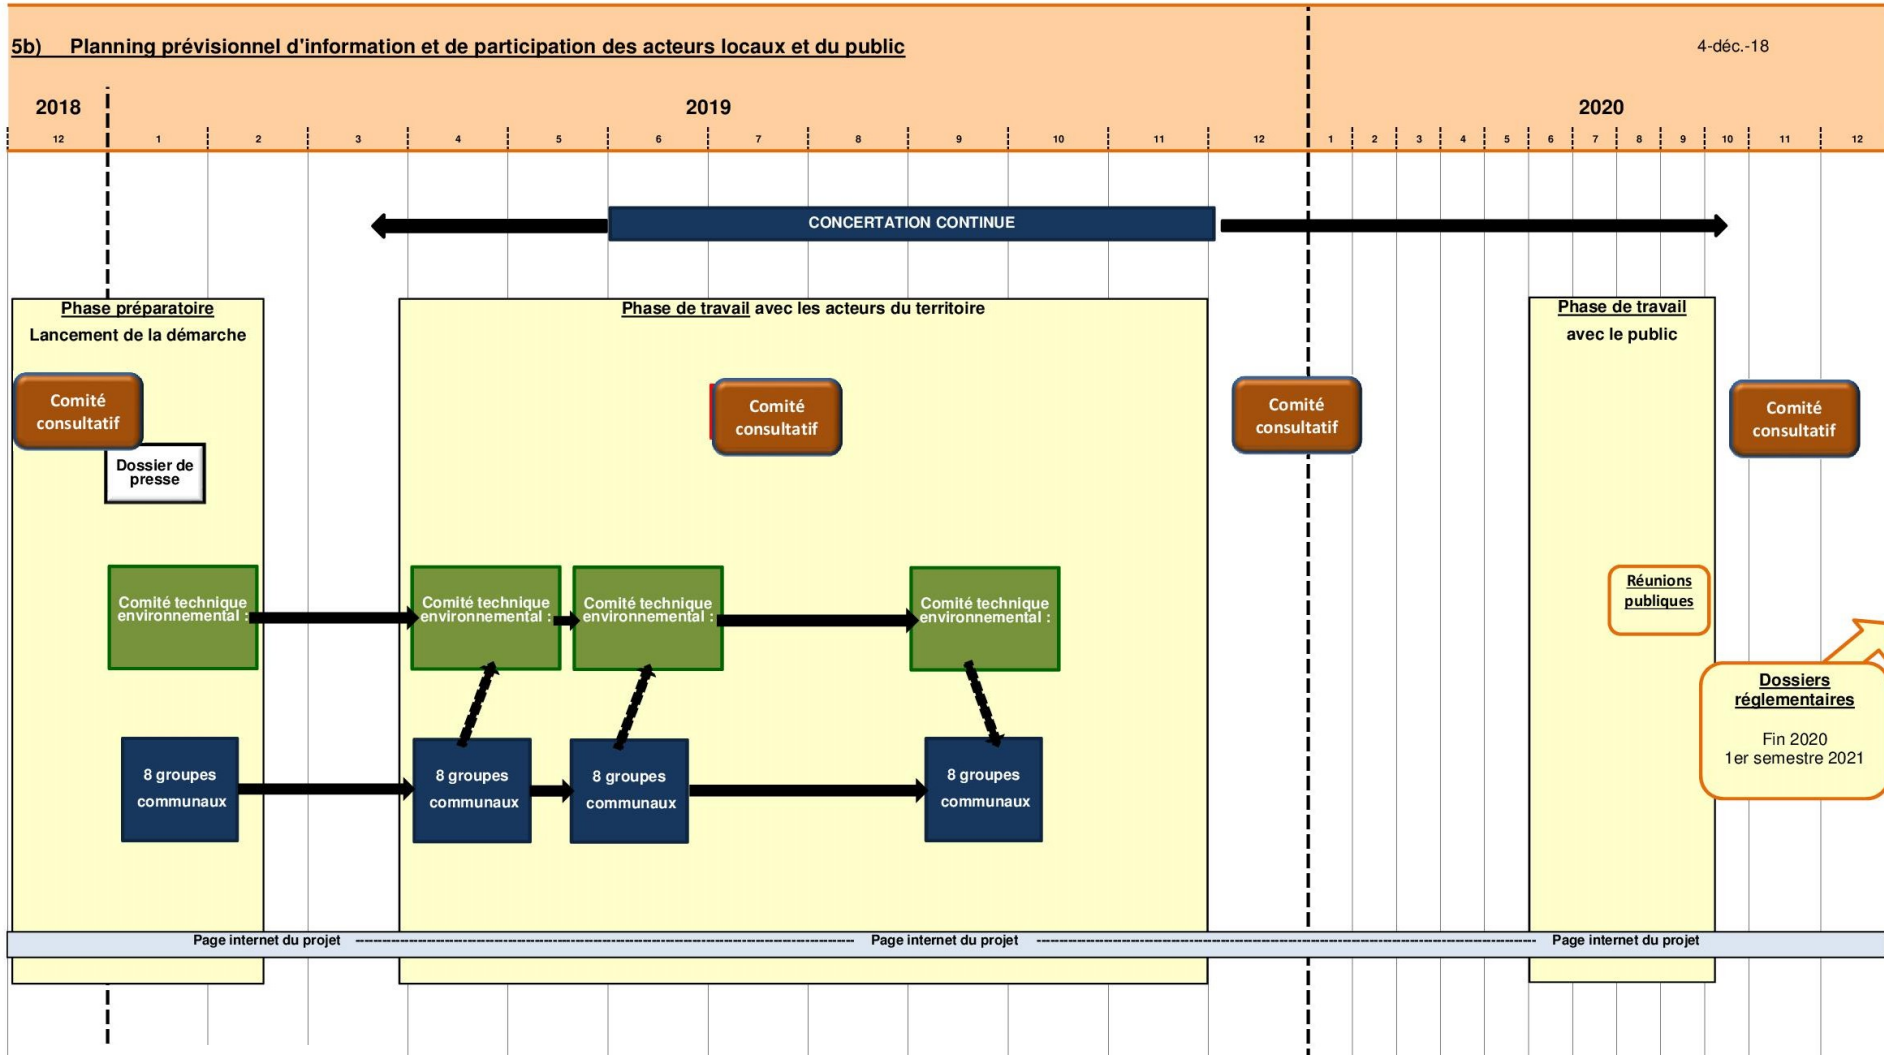 5b) Planning prévisionnel d'information et de participation des acteurs locaux et du public
4-déc.-18
2018 2019 2020
12 1 2 3 4 5 6 7 8 9 10 11 12 1 2 3 4 5 6 7 8 9 10 11 12
CONCERTATION CONTINUE
Phase préparatoire
Lancement de la démarche
Phase de travail avec les acteurs du territoire
Phase de travail
avec le public
Comité
consultatif
Comité
consultatif
Comité
consultatif
Comité
consultatif
Dossier de
presse
Comité technique
environnemental :
Comité technique
environnemental :
Comité technique
environnemental :
Comité technique
environnemental :
Réunions
publiques
Dossiers
réglementaires
Fin 2020
1er semestre 2021
8 groupes
communaux
8 groupes
communaux
8 groupes
communaux
8 groupes
communaux
Page internet du projet Page internet du projet Page internet du projet